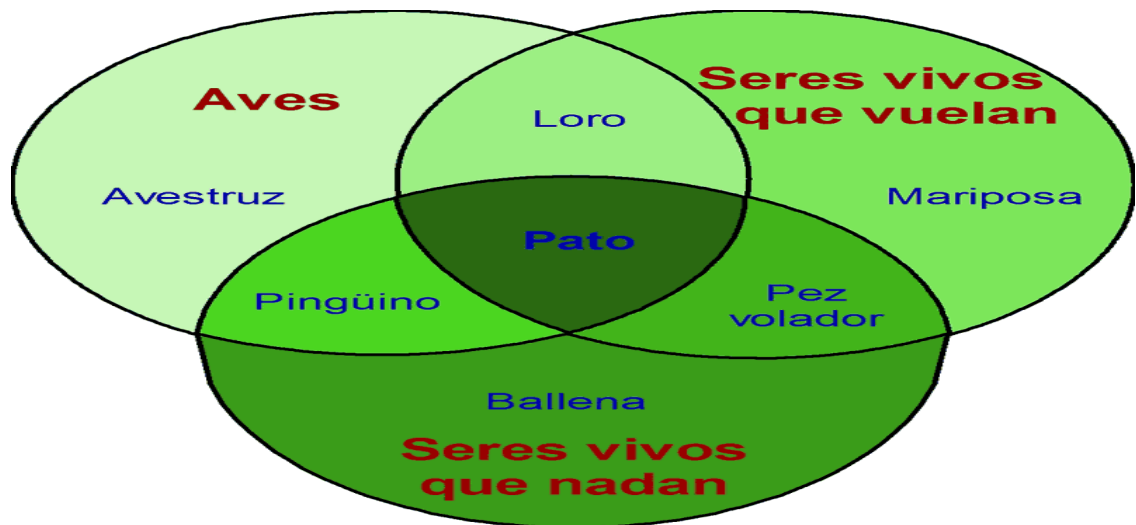 Aves
Seres vivos
que vuelan
Loro
Avestruz
Mariposa
Pato
Pingüino
Pez
volador
Ballena
Seres vivos
que nadan